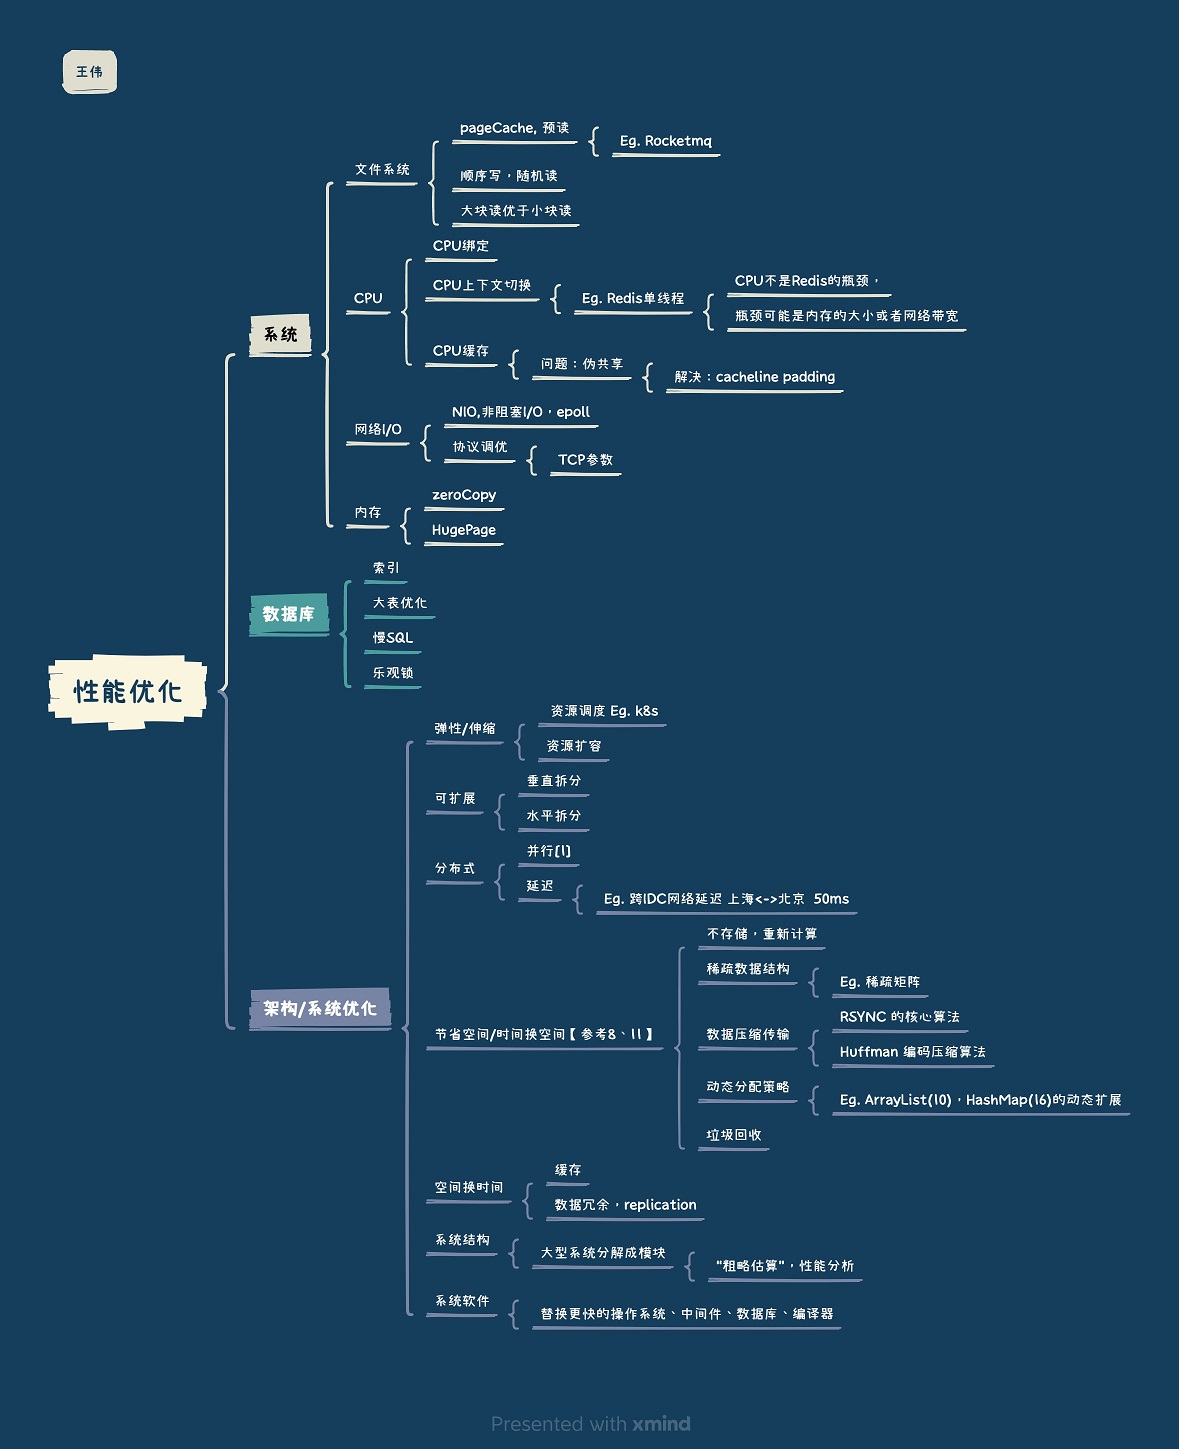 王伟
性能优化
系统
文件系统
pageCache, 预读
Eg. Rocketmq
顺序写，随机读
大块读优于小块读
CPU
CPU绑定
CPU上下文切换
Eg. Redis单线程
CPU不是Redis的瓶颈，
瓶颈可能是内存的大小或者网络带宽
CPU缓存
问题：伪共享
解决：cacheline padding
网络I/O
NIO,非阻塞I/O，epoll
协议调优
TCP参数
内存
zeroCopy
HugePage
数据库
索引
大表优化
慢SQL
乐观锁
架构/系统优化
弹性/伸缩
资源调度 Eg. k8s
资源扩容
可扩展
垂直拆分
水平拆分
分布式
并行[1]
延迟
Eg. 跨IDC网络延迟 上海<->北京  50ms
节省空间/时间换空间【参考8、11】
不存储，重新计算
稀疏数据结构
Eg. 稀疏矩阵
数据压缩传输
RSYNC 的核心算法
Huffman 编码压缩算法
动态分配策略
Eg. ArrayList(10)，HashMap(16)的动态扩展
垃圾回收
空间换时间
缓存
数据冗余，replication
系统结构
大型系统分解成模块
"粗略估算"，性能分析
系统软件
替换更快的操作系统、中间件、数据库、编译器
Presented with xmind